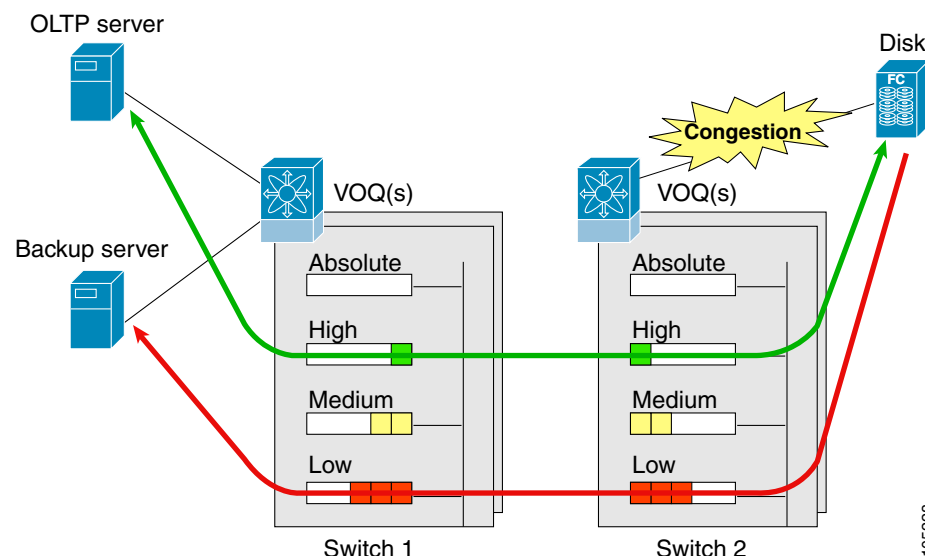 OLTP server
Disk
FC
Congestion
VOQ(s)
VOQ(s)
Backup server
Absolute
Absolute
High
High
Medium
Medium
Low
Low
Switch 1
Switch 2